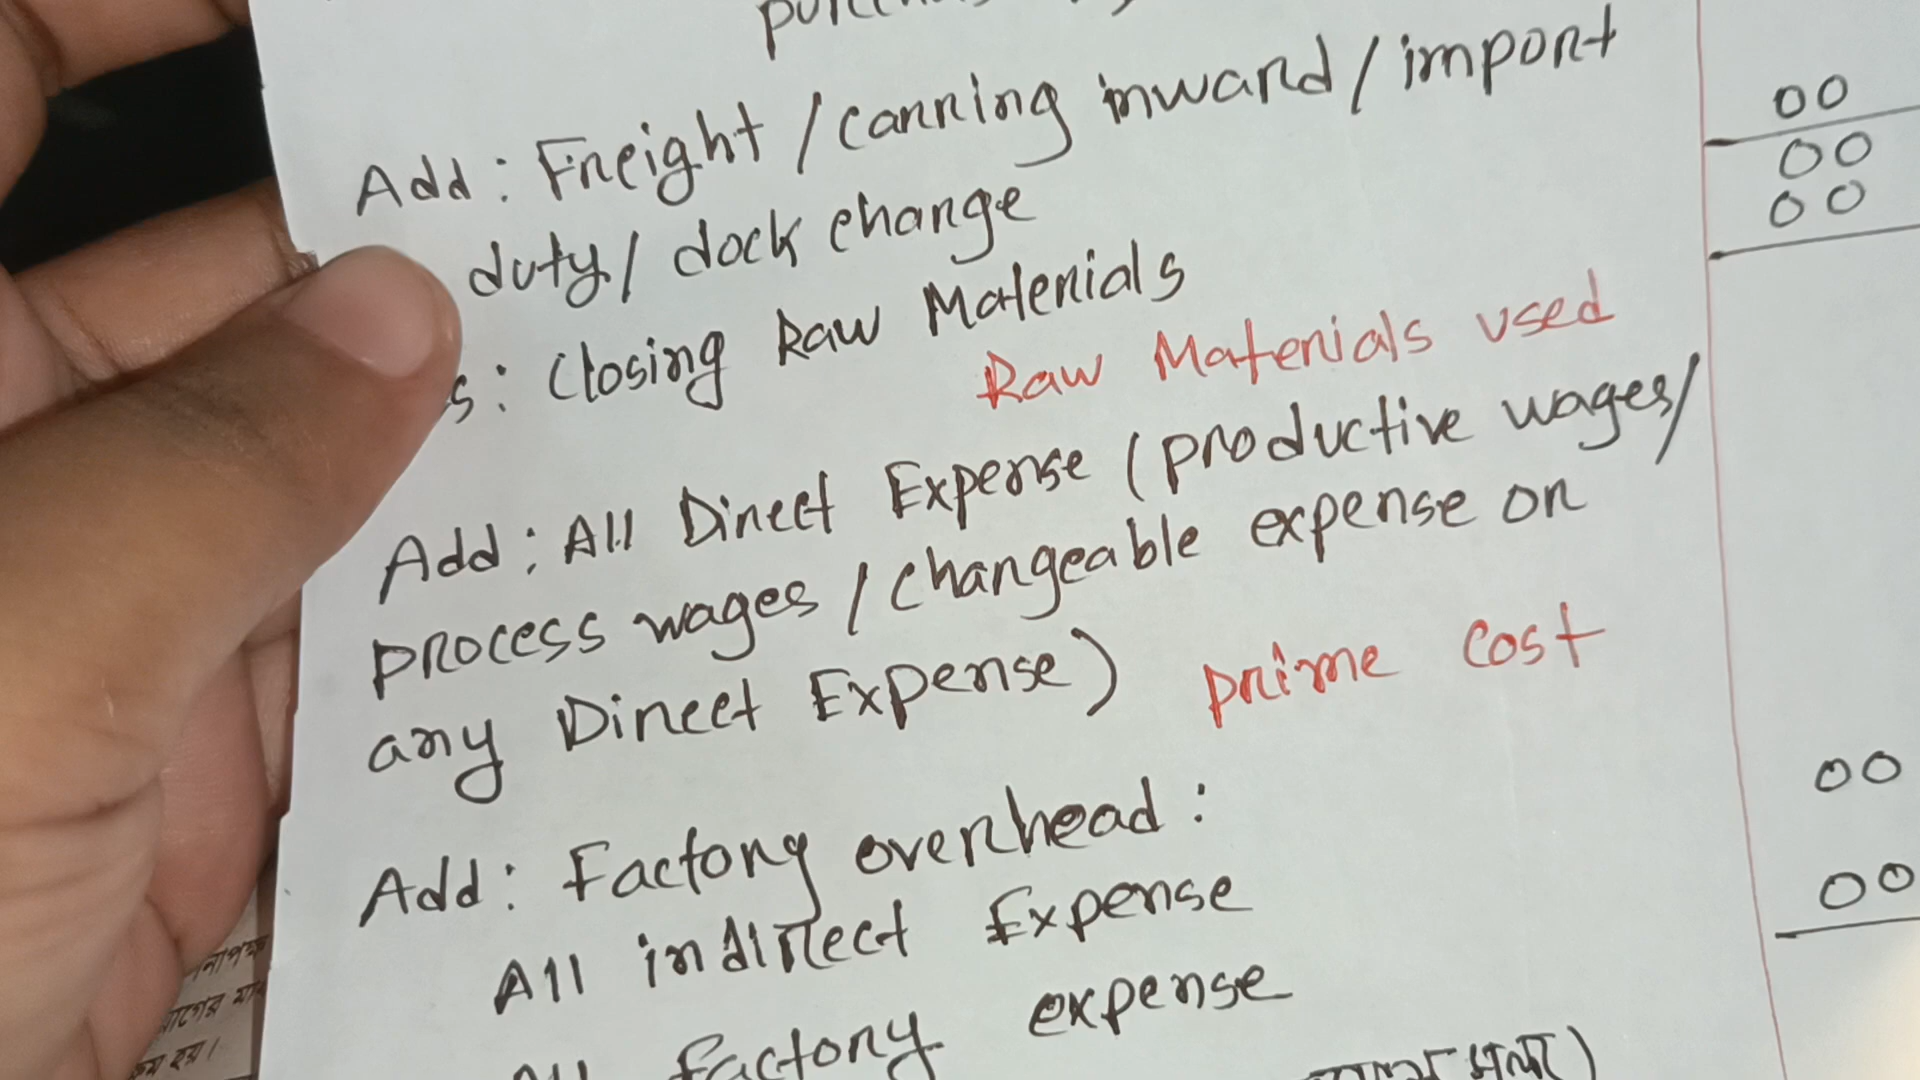 Add: Freight / carring inward / import
duty / dock charge
s: Closing Raw Materials
Raw Materials used
Add: All Direct Expense (productive wages/
process wages / chargeable expense or
any Direct Expense) prime cost
Add: Factory overhead:
All indirect Expense
All factory expense
00
00
00
00
00